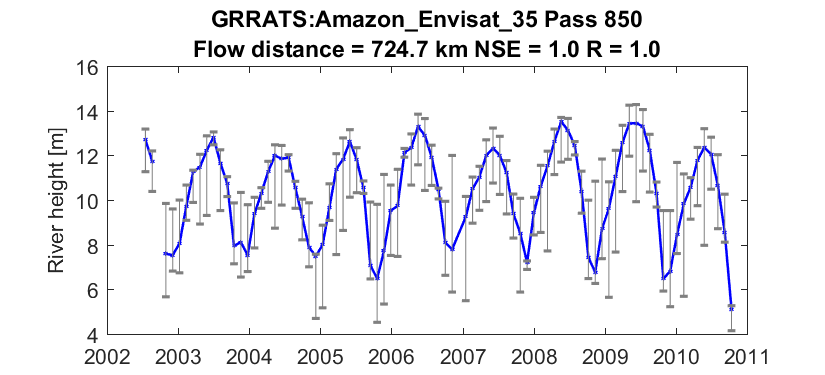 GRRATS:Amazon_Envisat_35 Pass 850
Flow distance = 724.7 km NSE = 1.0 R = 1.0
16
14
12
10
8
6
4
River height [m]
2002 2003 2004 2005 2006 2007 2008 2009 2010 2011